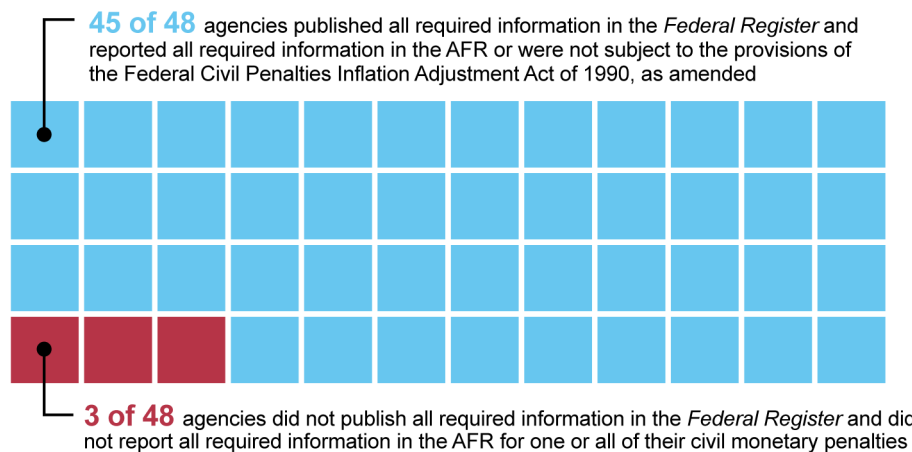 45 of 48 agencies published all required information in the Federal Register and
reported all required information in the AFR or were not subject to the provisions of
the Federal Civil Penalties Inflation Adjustment Act of 1990, as amended
3 of 48 agencies did not publish all required information in the Federal Register and did
not report all required information in the AFR for one or all of their civil monetary penalties